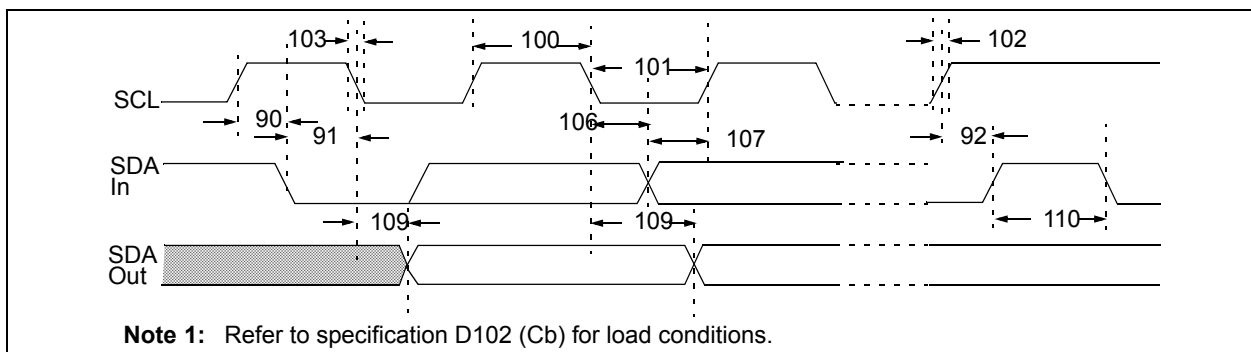 103 100 102
101
SCL
90 106
91 107 92
SDA
In
109 109 110
SDA
Out
Note 1: Refer to specification D102 (Cb) for load conditions.